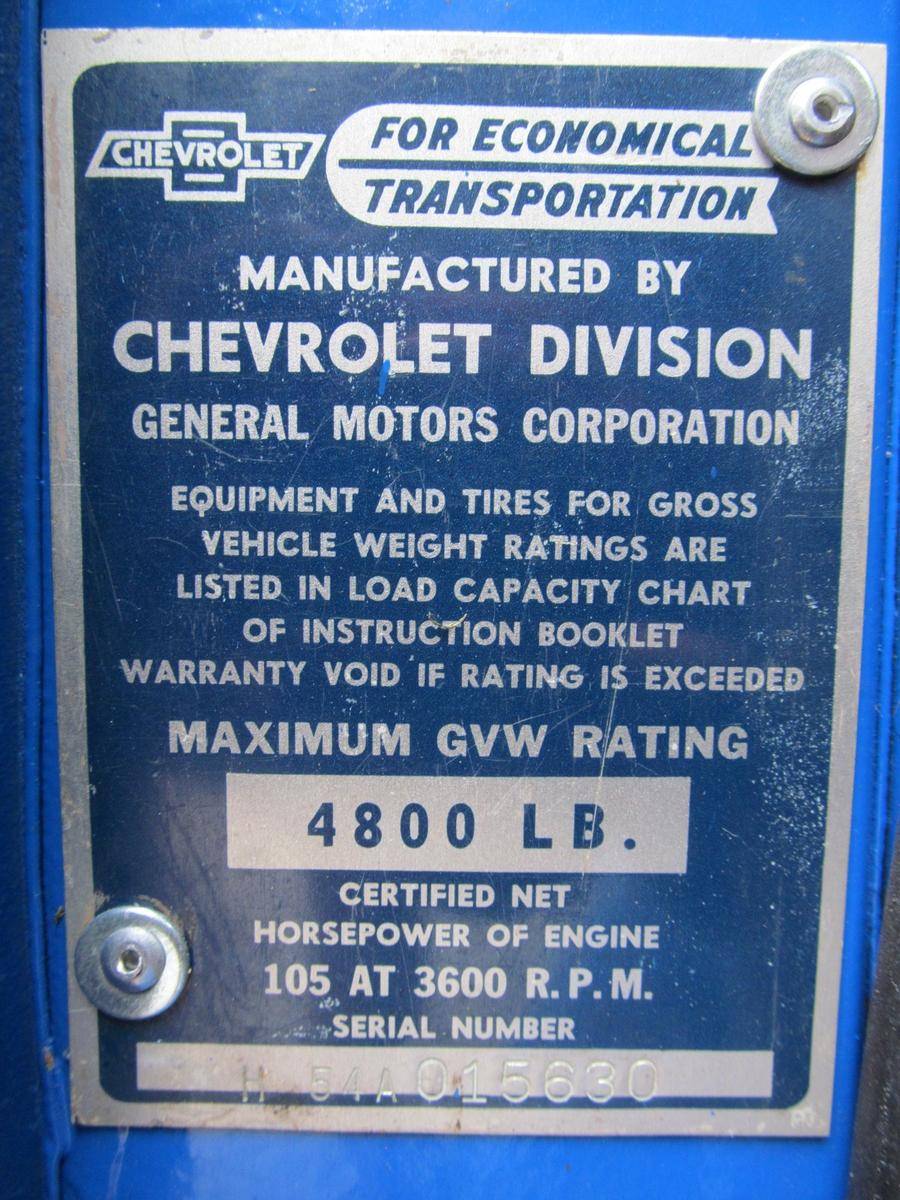 CHEVROLET
FOR ECONOMICAL
TRANSPORTATION
MANUFACTURED BY
CHEVROLET DIVISION
GENERAL MOTORS CORPORATION
EQUIPMENT AND TIRES FOR GROSS
VEHICLE WEIGHT RATINGS ARE
LISTED IN LOAD CAPACITY CHART
OF INSTRUCTION BOOKLET
WARRANTY VOID IF RATING IS EXCEEDED
MAXIMUM GVW RATING
4800 LB.
CERTIFIED NET
HORSEPOWER OF ENGINE
105 AT 3600 R.P.M.
SERIAL NUMBER
H 54A015630